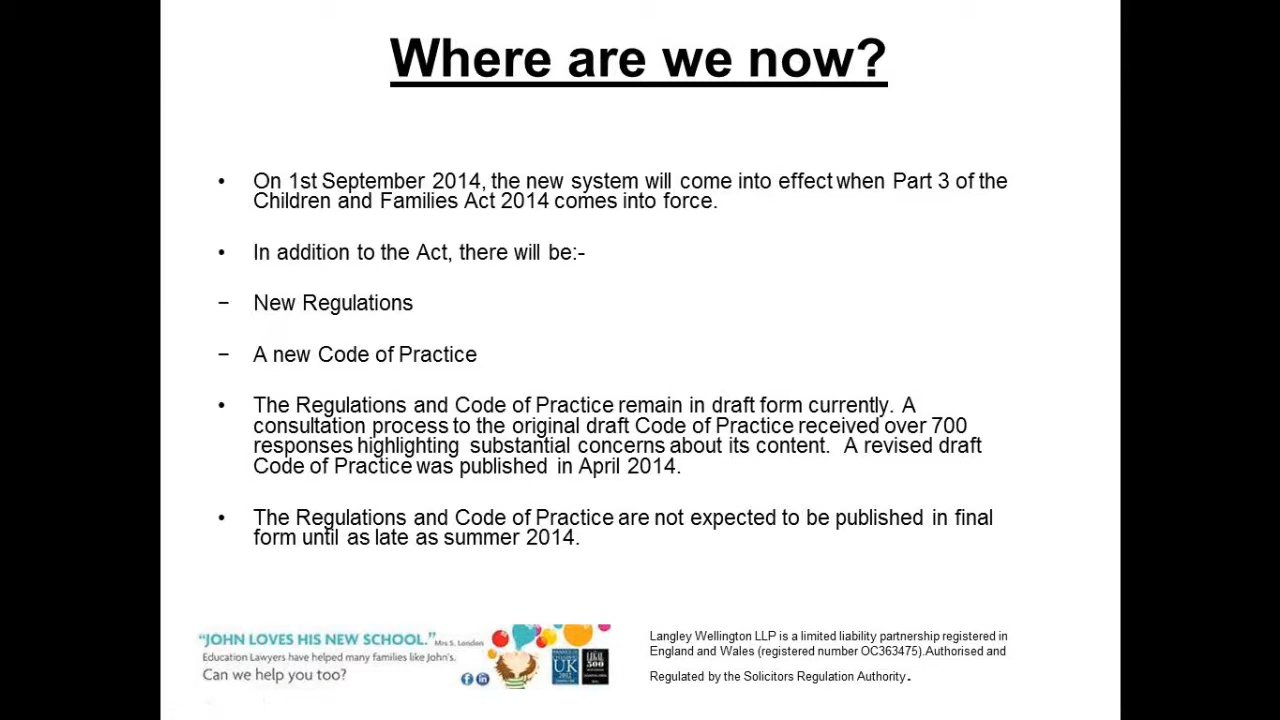 Where are we now?
• On 1st September 2014, the new system will come into effect when Part 3 of the
Children and Families Act 2014 comes into force.
• In addition to the Act, there will be:-
– New Regulations
– A new Code of Practice
• The Regulations and Code of Practice remain in draft form currently. A
consultation process to the original draft Code of Practice received over 700
responses highlighting substantial concerns about its content. A revised draft
Code of Practice was published in April 2014.
• The Regulations and Code of Practice are not expected to be published in final
form until as late as summer 2014.
“JOHN LOVES HIS NEW SCHOOL.” Mrs S. London
Education Lawyers have helped many families like John's.
Can we help you too?
UK
500
Langley Wellington LLP is a limited liability partnership registered in
England and Wales (registered number OC363475).Authorised and
Regulated by the Solicitors Regulation Authority.